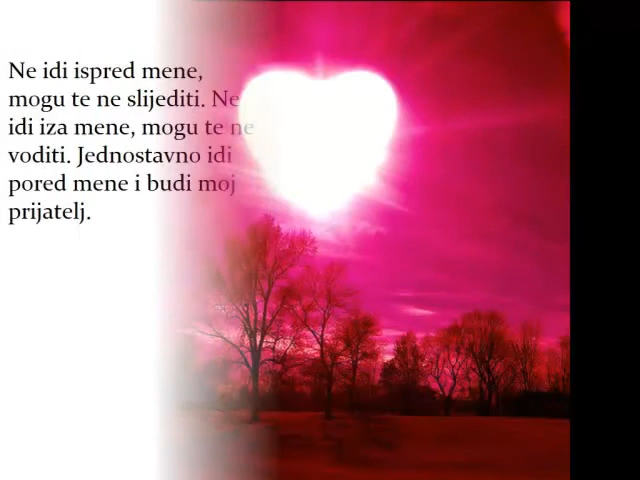 Ne idi ispred mene,
mogu te ne slijediti. Ne
idi iza mene, mogu te ne
voditi. Jednostavno idi
pored mene i budi moj
prijatelj.